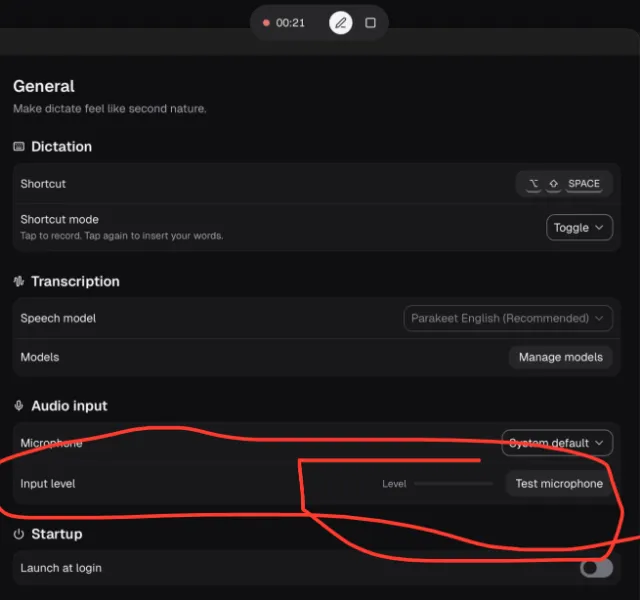 00:21
General
Make dictate feel like second nature.
Dictation
Shortcut
⌥ ⇧ SPACE
Shortcut mode
Tap to record. Tap again to insert your words.
Toggle
Transcription
Speech model
Parakeet English (Recommended)
Models
Manage models
Audio input
Microphone
System default
Input level
Level
Test microphone
Startup
Launch at login